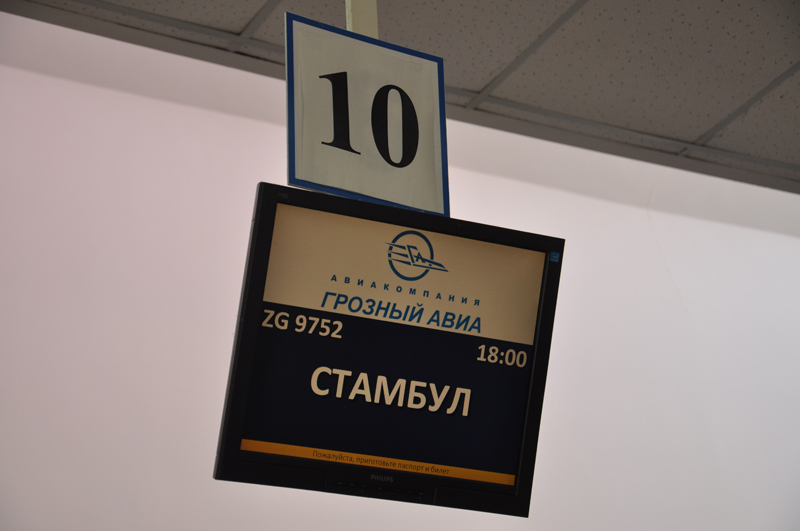 10
АВИАКОМПАНИЯ
ГРОЗНЫЙ АВИА
ZG 9752
18:00
СТАМБУЛ
Пожалуйста, приготовьте паспорт и билет
PHILIPS